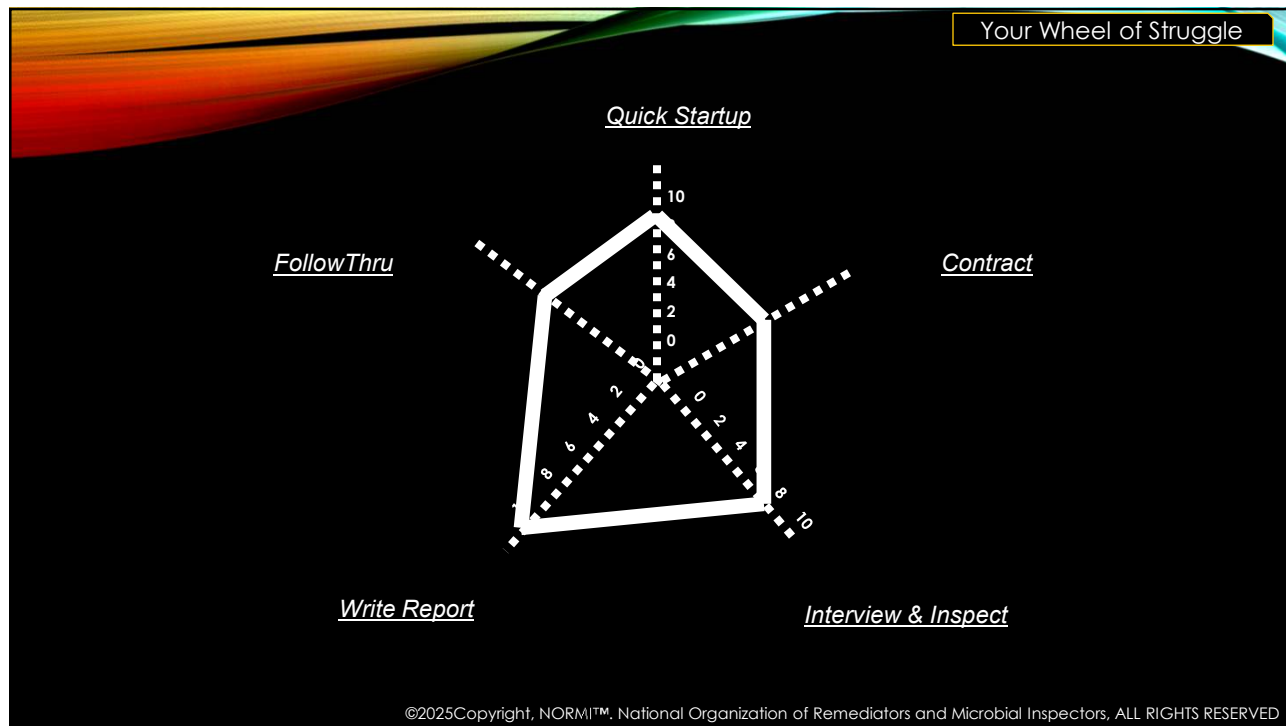 Your Wheel of Struggle
Quick Startup
FollowThru
Contract
10
6
4
2
0
0
2
4
6
8
0
2
4
8
10
Write Report
Interview & Inspect
©2025Copyright, NORMI™. National Organization of Remediators and Microbial Inspectors, ALL RIGHTS RESERVED